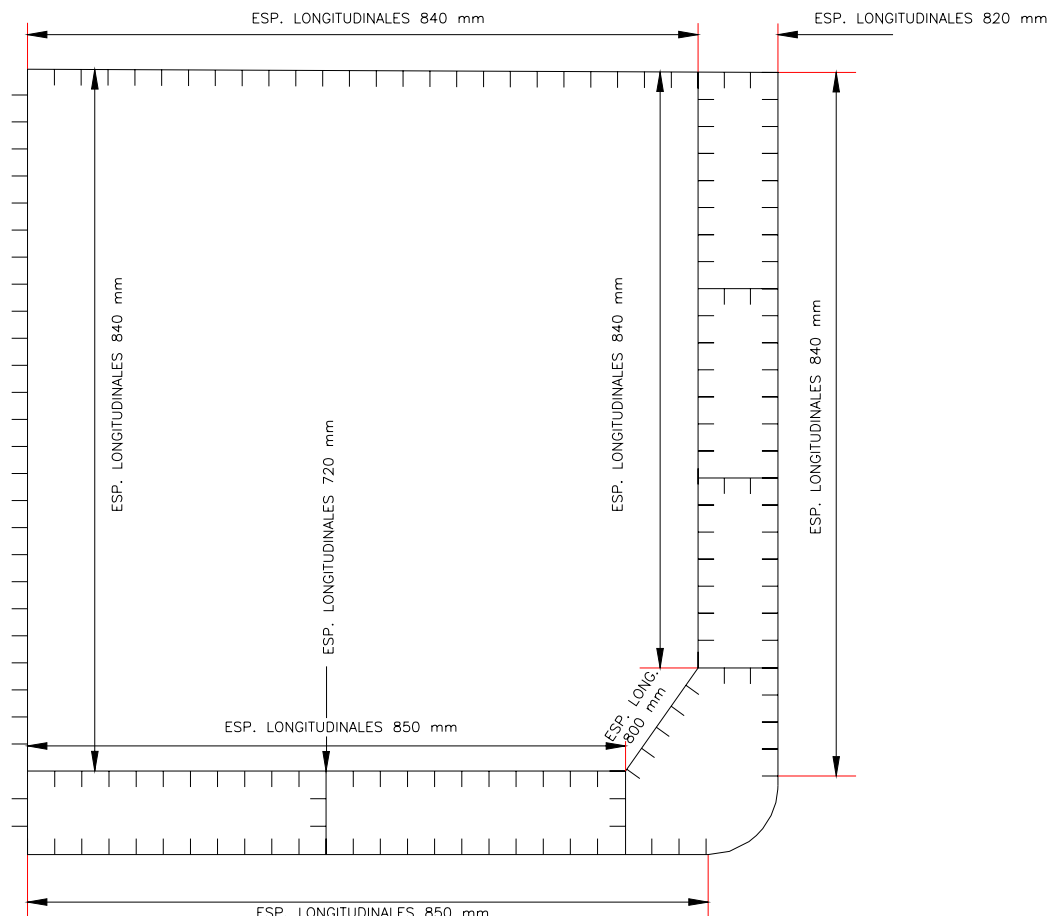 ESP. LONGITUDINALES 840 mm
ESP. LONGITUDINALES 820 mm
ESP. LONGITUDINALES 840 mm
ESP. LONGITUDINALES 720 mm
ESP. LONGITUDINALES 840 mm
ESP. LONGITUDINALES 840 mm
ESP. LONG.
800 mm
ESP. LONGITUDINALES 850 mm
ESP. LONGITUDINALES 850 mm